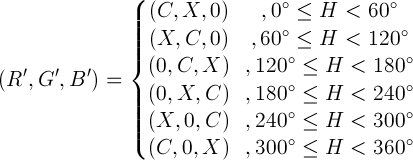 (R′, G′, B′) = { (C, X, 0) , 0° ≤ H < 60°
(X, C, 0) , 60° ≤ H < 120°
(0, C, X) , 120° ≤ H < 180°
(0, X, C) , 180° ≤ H < 240°
(X, 0, C) , 240° ≤ H < 300°
(C, 0, X) , 300° ≤ H < 360°